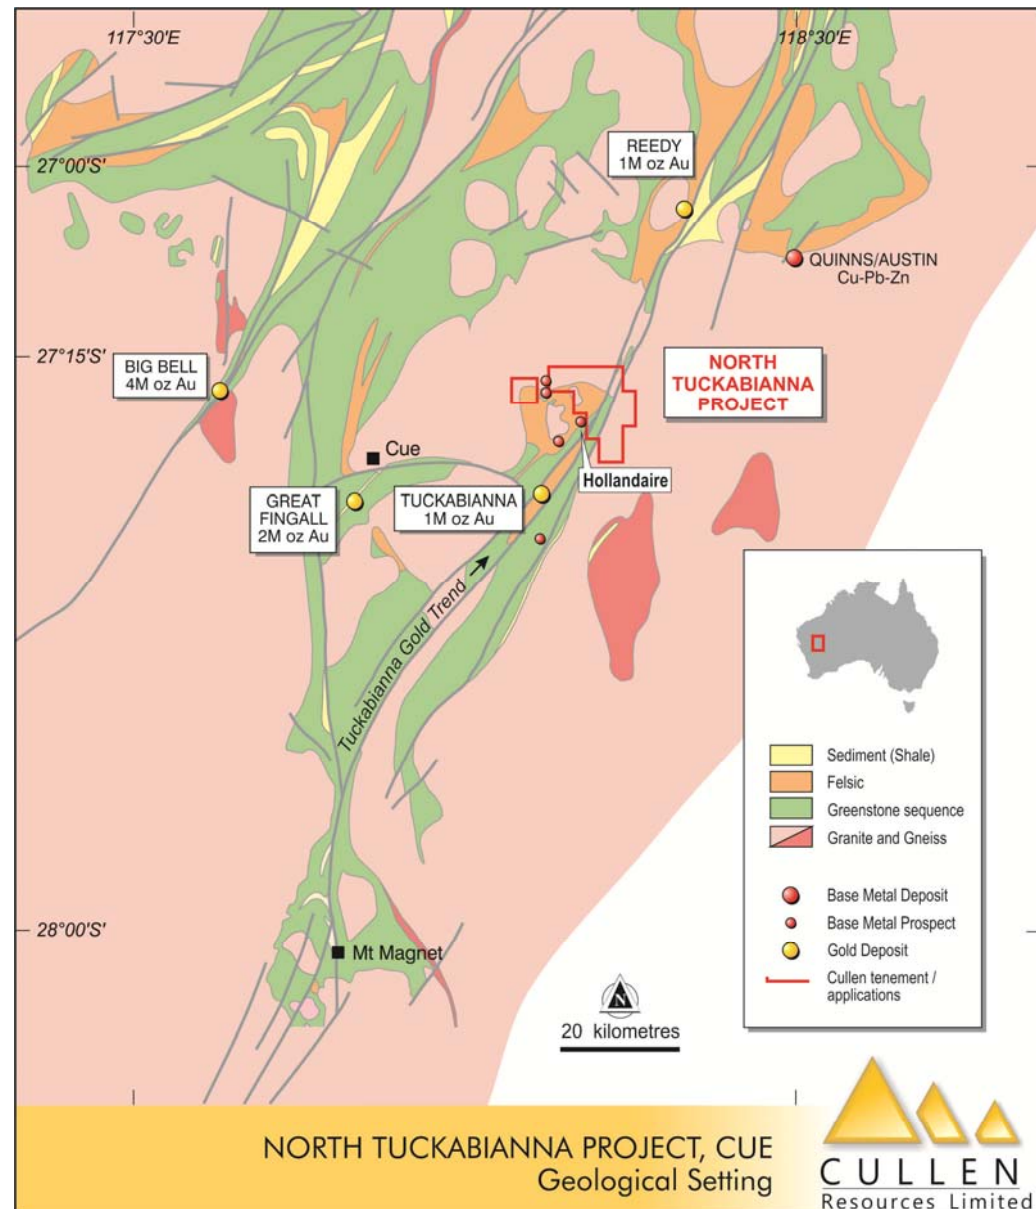 117°30'E
118°30'E
27°00'S'
REEDY
1M oz Au
QUINNS/AUSTIN
Cu-Pb-Zn
27°15'S'
BIG BELL
4M oz Au
NORTH
TUCKABIANNA
PROJECT
Cue
Hollandaire
GREAT
FINGALL
2M oz Au
TUCKABIANNA
1M oz Au
Tuckabianna Gold Trend
Sediment (Shale)
Felsic
Greenstone sequence
Granite and Gneiss
Base Metal Deposit
Base Metal Prospect
Gold Deposit
Cullen tenement /
applications
28°00'S'
Mt Magnet
N
20 kilometres
NORTH TUCKABIANNA PROJECT, CUE
Geological Setting
CULLEN
Resources Limited